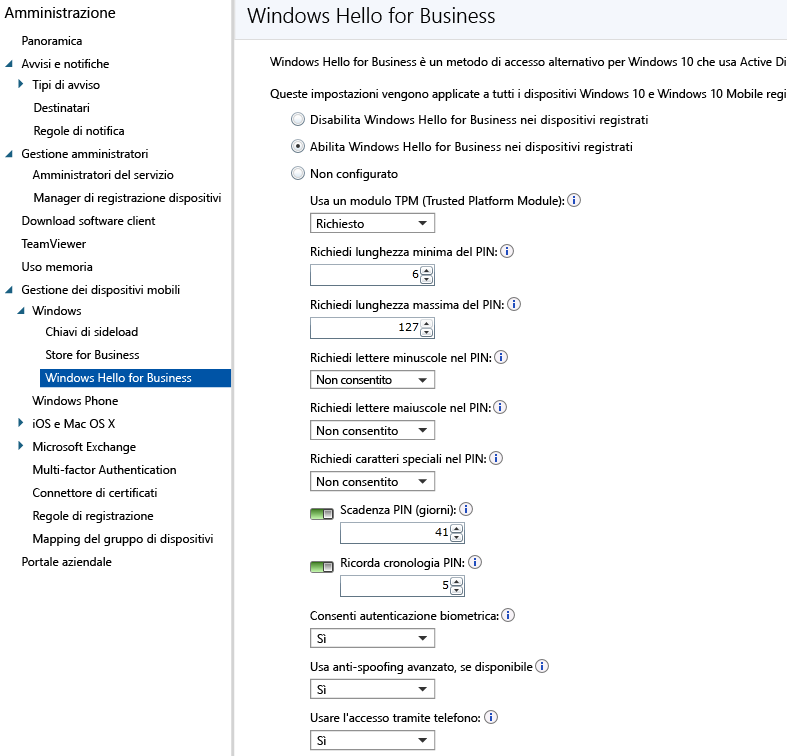 Amministrazione
Panoramica
Avvisi e notifiche
Tipi di avviso
Destinatari
Regole di notifica
Gestione amministratori
Amministratori del servizio
Manager di registrazione dispositivi
Download software client
TeamViewer
Uso memoria
Gestione dei dispositivi mobili
Windows
Chiavi di sideload
Store for Business
Windows Hello for Business
Windows Phone
iOS e Mac OS X
Microsoft Exchange
Multi-factor Authentication
Connettore di certificati
Regole di registrazione
Mapping del gruppo di dispositivi
Portale aziendale
Windows Hello for Business
Windows Hello for Business è un metodo di accesso alternativo per Windows 10 che usa Active Di
Queste impostazioni vengono applicate a tutti i dispositivi Windows 10 e Windows 10 Mobile regi
Disabilita Windows Hello for Business nei dispositivi registrati
Abilita Windows Hello for Business nei dispositivi registrati
Non configurato
Usa un modulo TPM (Trusted Platform Module):
Richiesto
Richiedi lunghezza minima del PIN:
6
Richiedi lunghezza massima del PIN:
127
Richiedi lettere minuscole nel PIN:
Non consentito
Richiedi lettere maiuscole nel PIN:
Non consentito
Richiedi caratteri speciali nel PIN:
Non consentito
Scadenza PIN (giorni):
41
Ricorda cronologia PIN:
5
Consenti autenticazione biometrica:
Sì
Usa anti-spoofing avanzato, se disponibile
Sì
Usare l'accesso tramite telefono:
Sì